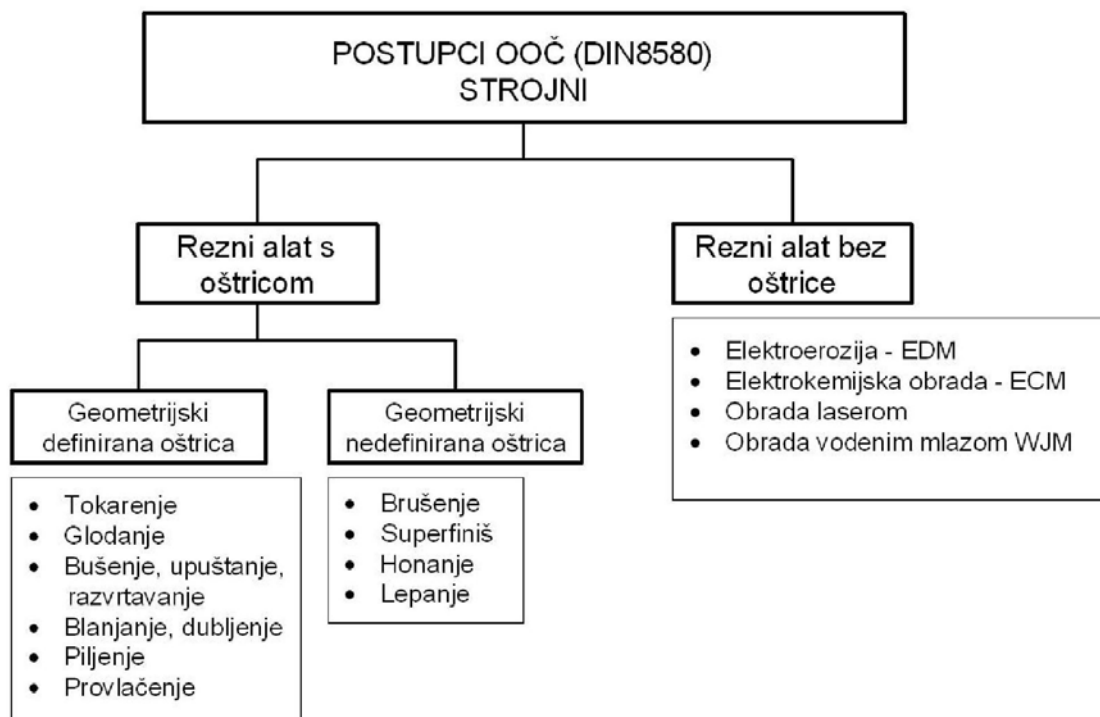 POSTUPCI OOČ (DIN8580)
STROJNI
Rezni alat s
oštricom
Rezni alat bez
oštrice
Geometrijski
definirana oštrica
Geometrijski
nedefinirana oštrica
• Elektroerozija - EDM
• Elektrokemijska obrada - ECM
• Obrada laserom
• Obrada vodenim mlazom WJM
• Tokarenje
• Glodanje
• Bušenje, upuštanje,
razvrtavanje
• Blanjanje, dubljenje
• Piljenje
• Provlačenje
• Brušenje
• Superfiniš
• Honanje
• Lepanje